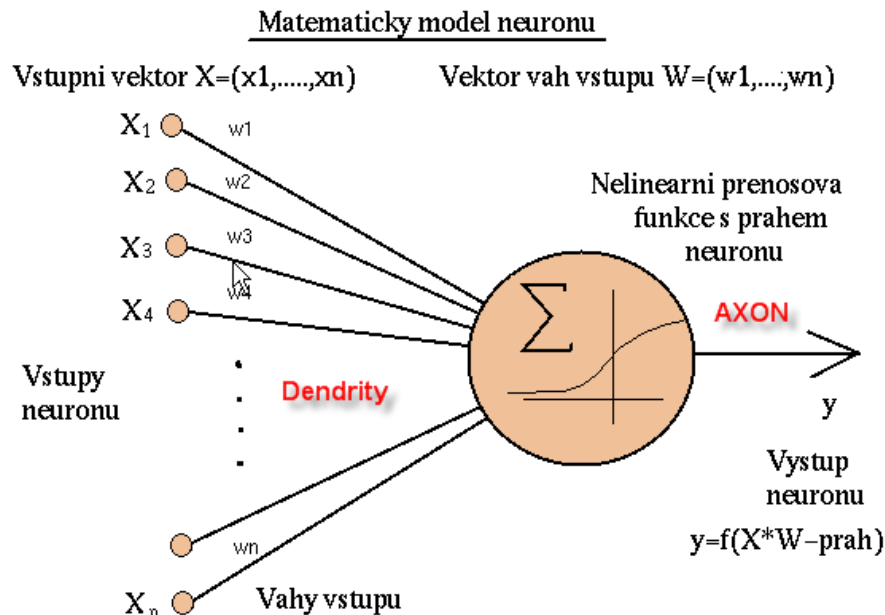 Matematicky model neuronu
Vstupni vektor X=(x1,.....,xn)
Vektor vah vstupu W=(w1,....,wn)
X1
w1
X2
w2
Nelinearni prenosova
funkce s prahem
neuronu
X3
w3
w4
X4
Σ
AXON
Vstupy
neuronu
Dendrity
y
Vystup
neuronu
wn
y=f(X*W-prah)
Xn
Vahy vstupu